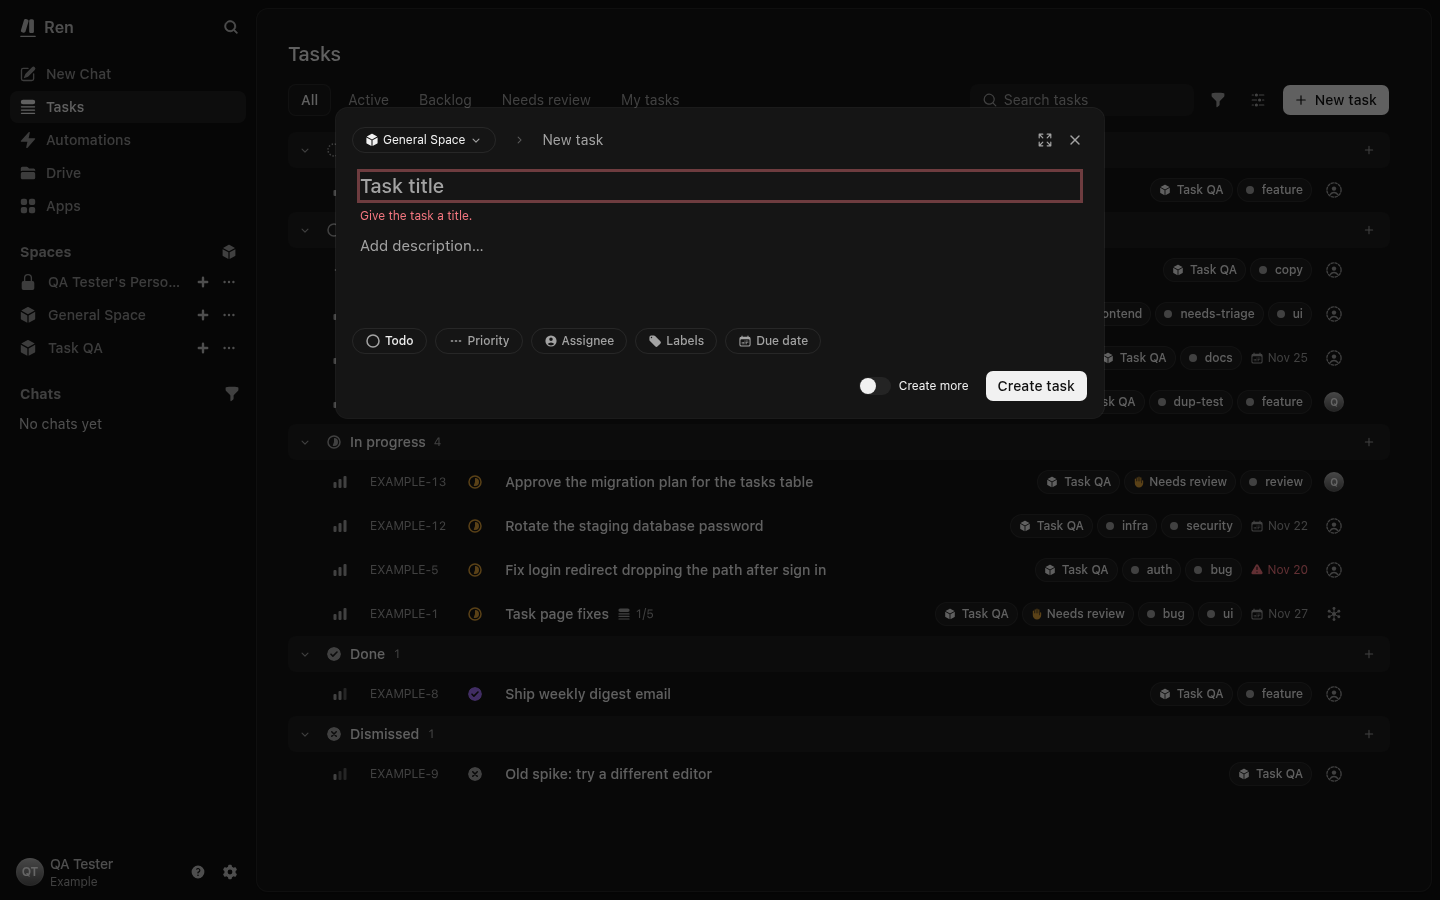 Ren
New Chat
Tasks
Automations
Drive
Apps
Spaces
QA Tester's Perso...
General Space
Task QA
Chats
No chats yet
QT
QA Tester
Example
Tasks
All Active Backlog Needs review My tasks Search tasks New task
General Space New task
Task title
Give the task a title.
Add description...
Todo Priority Assignee Labels Due date
Create more Create task
Task QA feature
Task QA copy
needs-triage ui
Task QA docs Nov 25
QA dup-test feature Q
In progress 4
EXAMPLE-13 Approve the migration plan for the tasks table Task QA Needs review review Q
EXAMPLE-12 Rotate the staging database password Task QA infra security Nov 22
EXAMPLE-5 Fix login redirect dropping the path after sign in Task QA auth bug Nov 20
EXAMPLE-1 Task page fixes 1/5 Task QA Needs review bug ui Nov 27
Done 1
EXAMPLE-8 Ship weekly digest email Task QA feature
Dismissed 1
EXAMPLE-9 Old spike: try a different editor Task QA